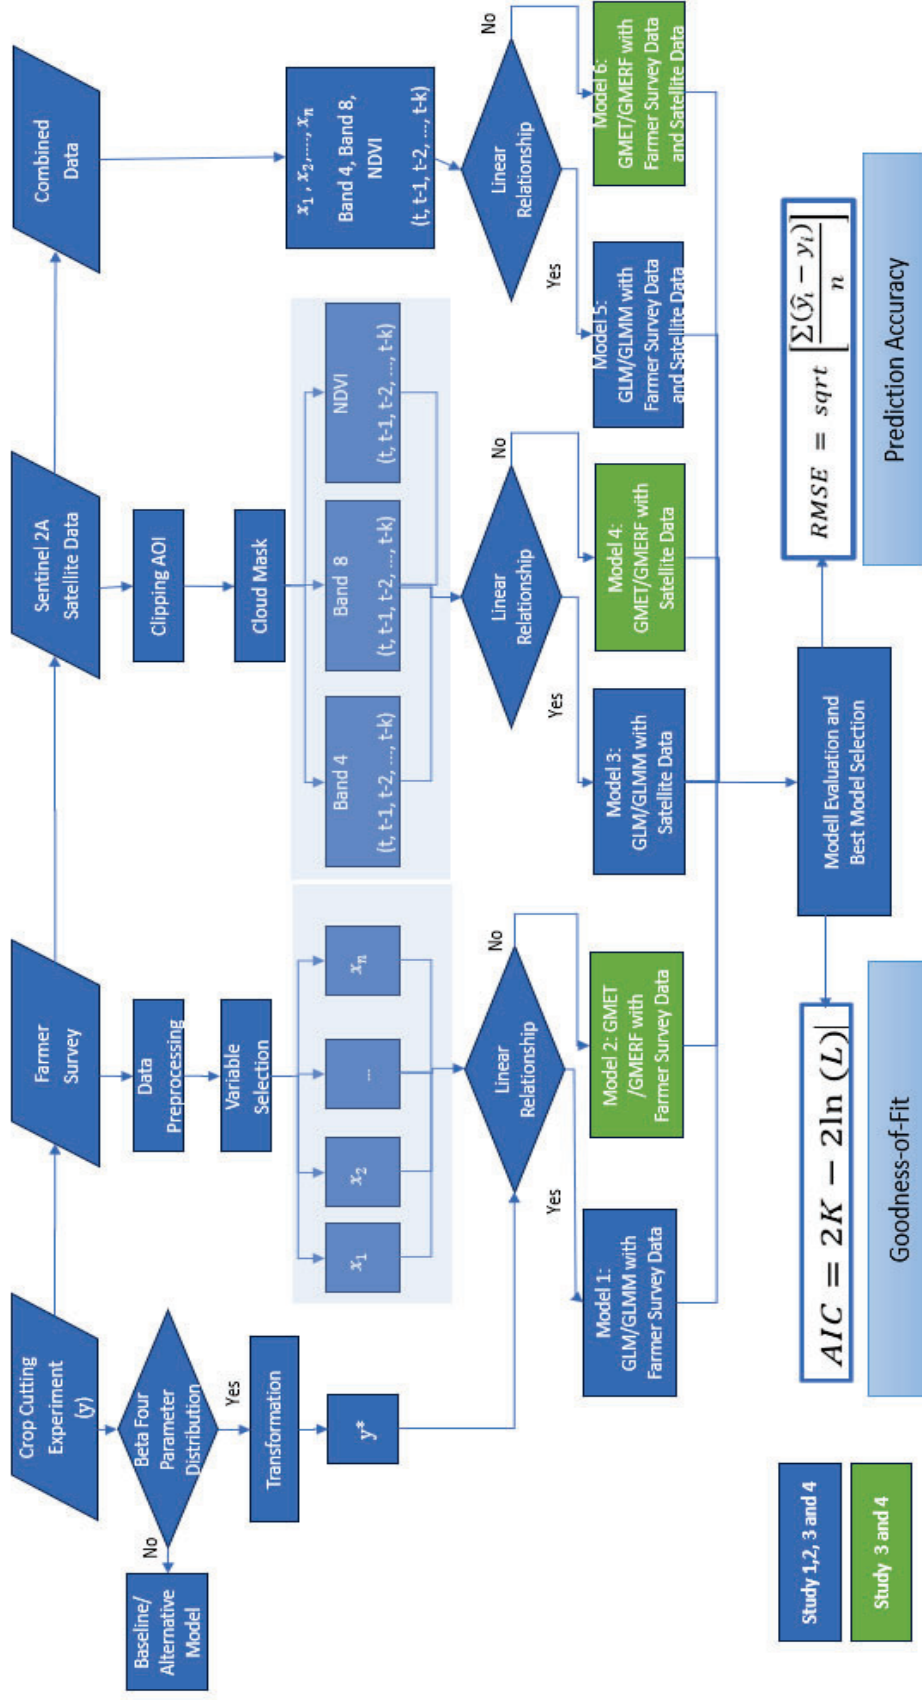 Crop Cutting
Experiment
(y)
Farmer
Survey
Sentinel 2A
Satellite Data
Combined
Data
Beta Four
Parameter
Distribution
No
Yes
Baseline/
Alternative
Model
Transformation
y*
Data
Preprocessing
Variable
Selection
x₁
x₂
...
xₙ
Clipping AOI
Cloud Mask
Band 4
(t, t-1, t-2, ..., t-k)
Band 8
(t, t-1, t-2, ..., t-k)
NDVI
(t, t-1, t-2, ..., t-k)
x₁ , x₂,...., xₙ
Band 4, Band 8,
NDVI
(t, t-1, t-2, ..., t-k)
Linear
Relationship
Yes
No
Linear
Relationship
Yes
No
Linear
Relationship
Yes
No
Model 1:
GLM/GLMM with
Farmer Survey Data
Model 2: GMET
/GMERF with
Farmer Survey Data
Model 3:
GLM/GLMM with
Satellite Data
Model 4:
GMET/GMERF with
Satellite Data
Model 5:
GLM/GLMM with
Farmer Survey Data
and Satellite Data
Model 6:
GMET/GMERF with
Farmer Survey Data
and Satellite Data
Modell Evaluation and
Best Model Selection
AIC = 2K − 2ln (L)|
Goodness-of-Fit
RMSE = sqrt [Σ(ŷᵢ − yᵢ) / n]
Prediction Accuracy
Study 1,2, 3 and 4
Study 3 and 4